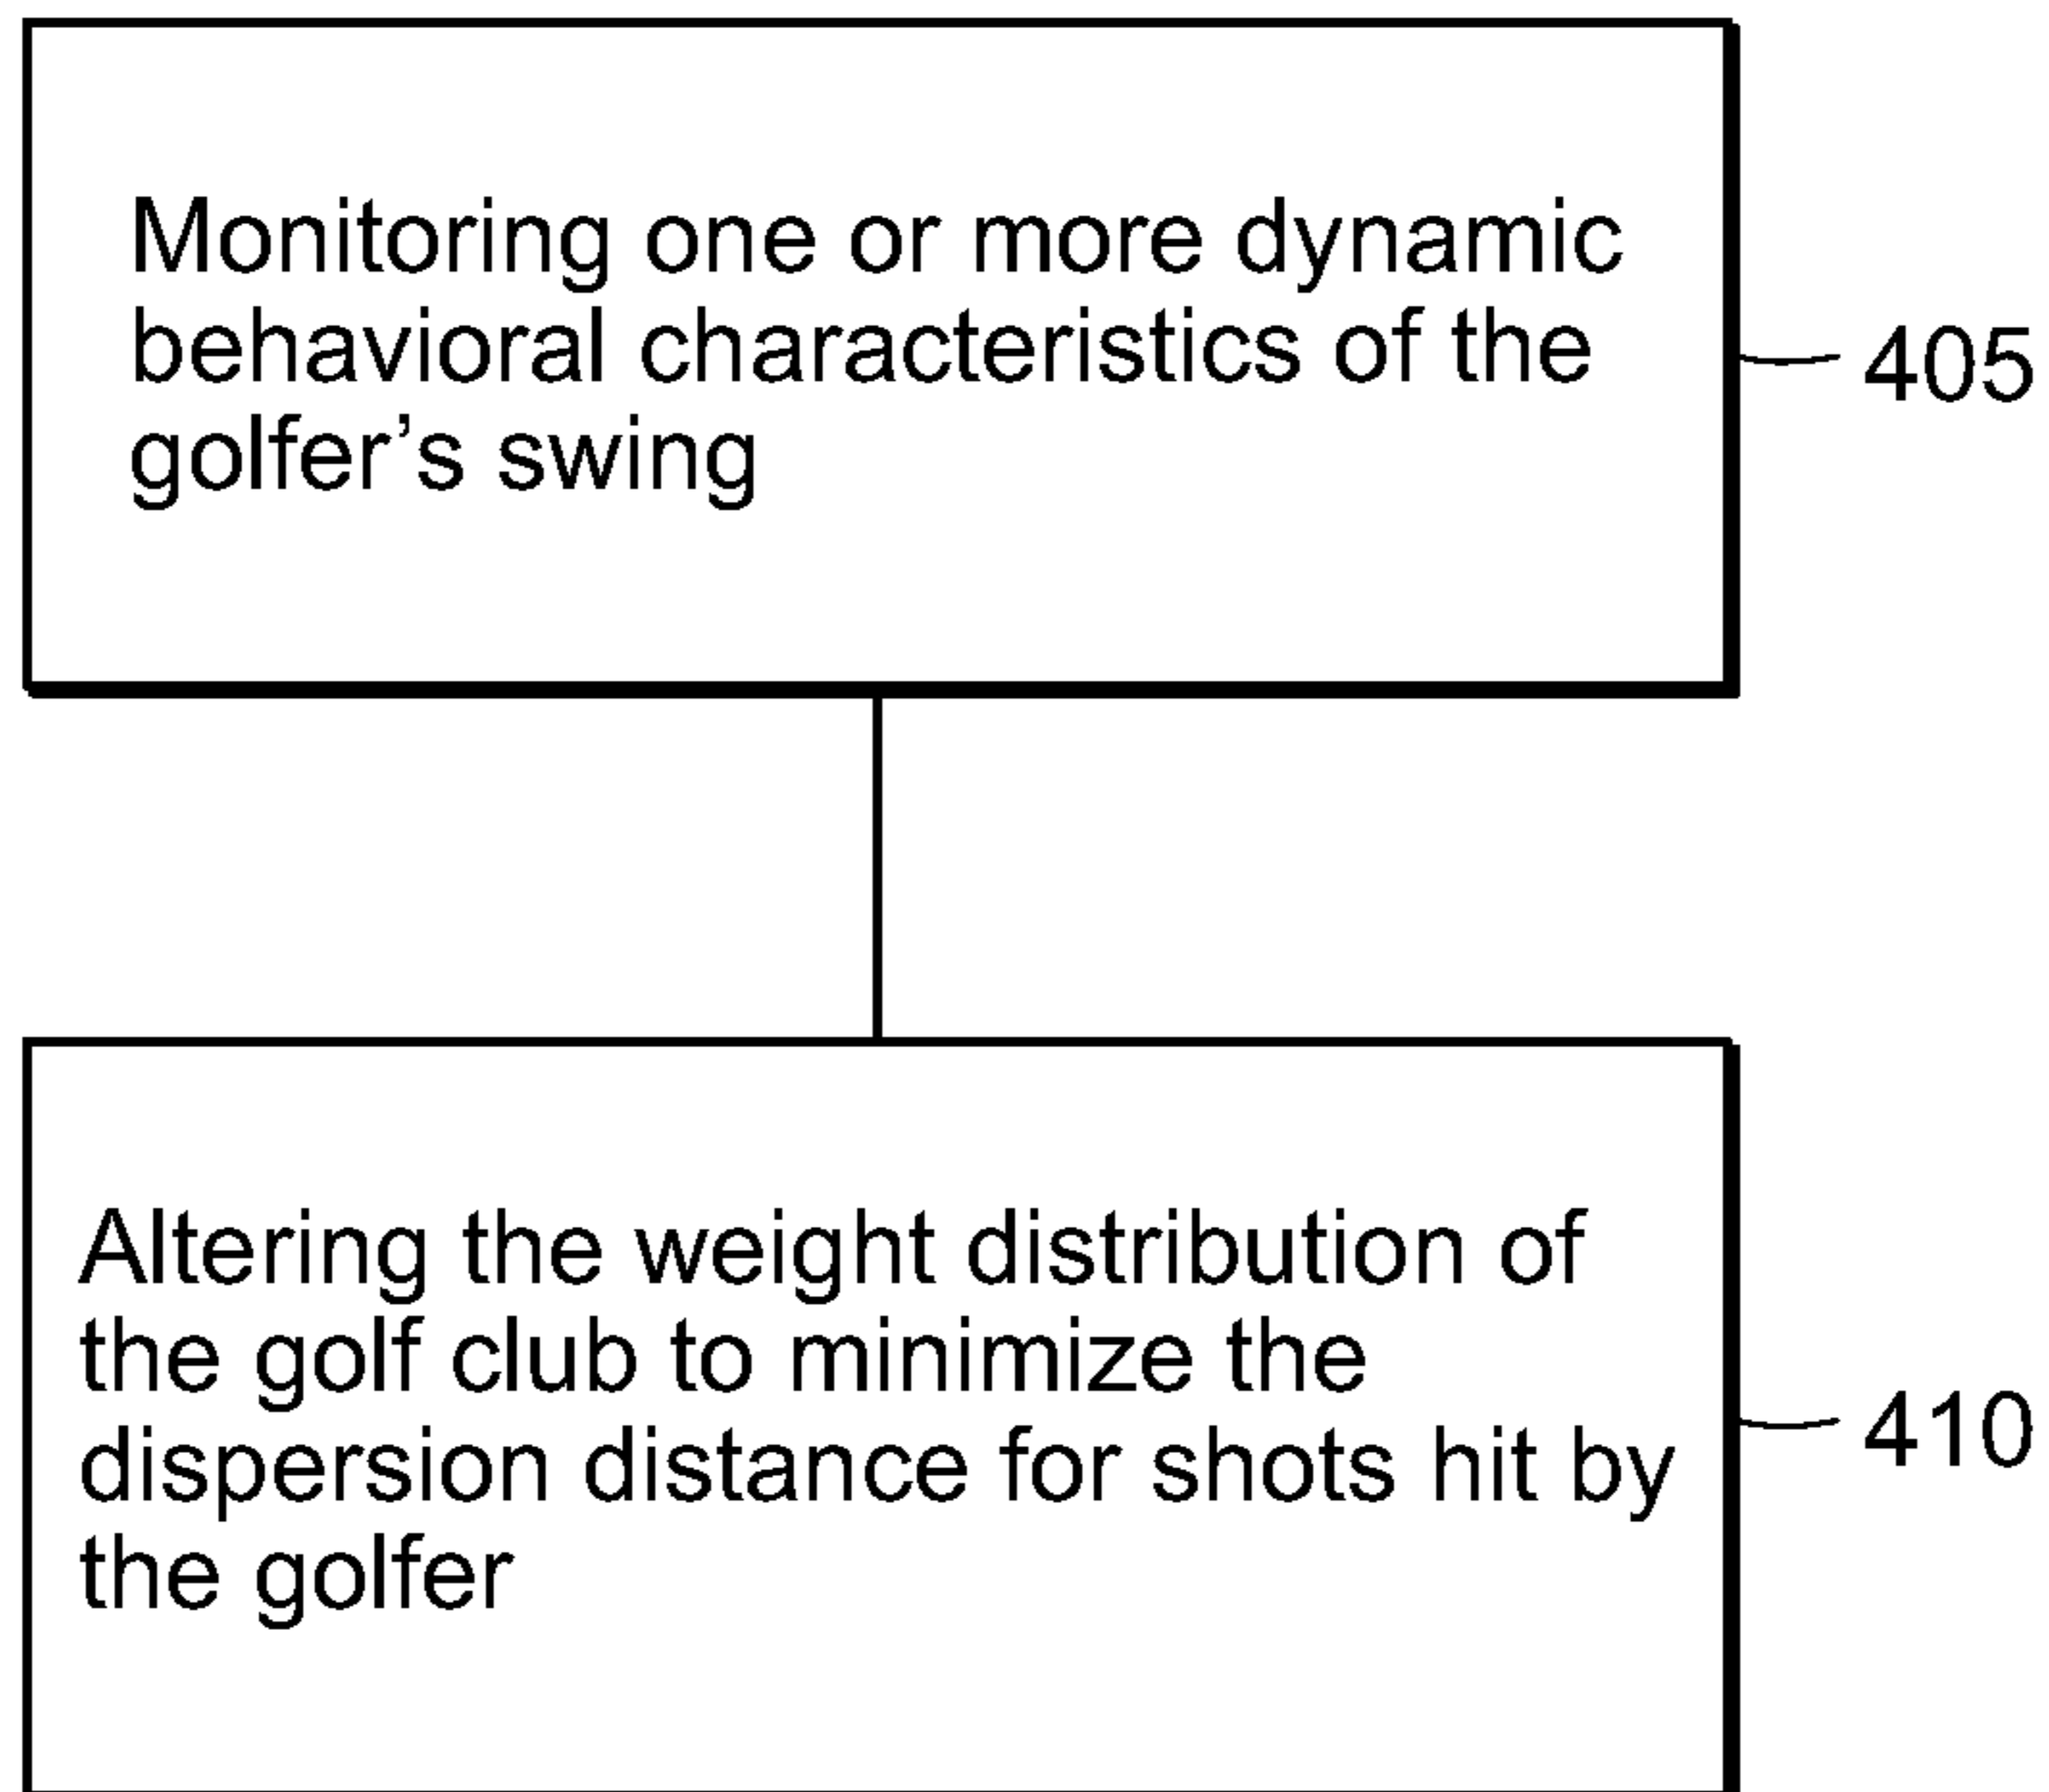 Monitoring one or more dynamic
behavioral characteristics of the
golfer’s swing
405
Altering the weight distribution of
the golf club to minimize the
dispersion distance for shots hit by
the golfer
410